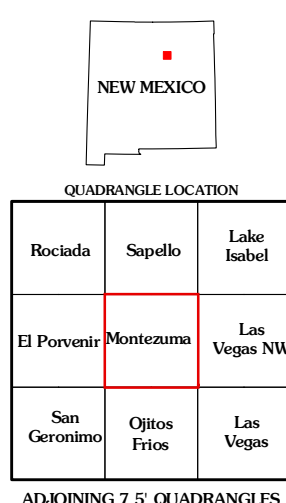 NEW MEXICO
QUADRANGLE LOCATION
Rociada Sapello Lake
Isabel
El Porvenir Montezuma Las
Vegas NW
San
Geronimo Ojitos
Frios Las
Vegas
ADJOINING 7.5' QUADRANGLES